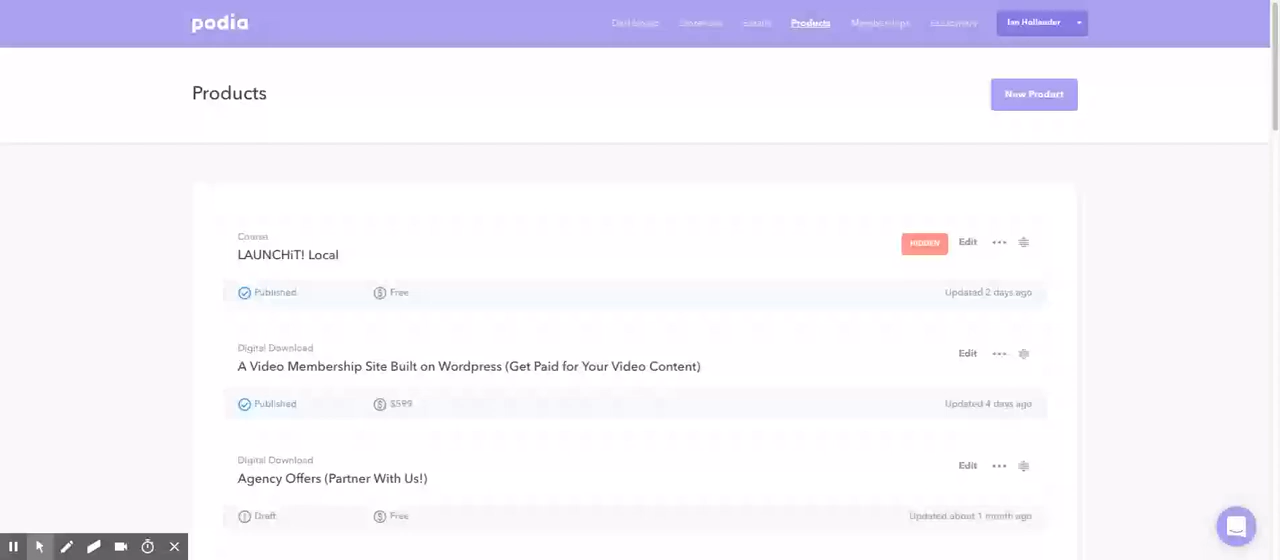 podia
Products
Memberships
Ian Hollander
Products
New Product
Course
LAUNCHiT! Local
HIDDEN
Edit
Published
Free
Updated 2 days ago
Digital Download
A Video Membership Site Built on Wordpress (Get Paid for Your Video Content)
Edit
Published
$599
Updated 4 days ago
Digital Download
Agency Offers (Partner With Us!)
Edit
Draft
Free
Updated about 1 month ago